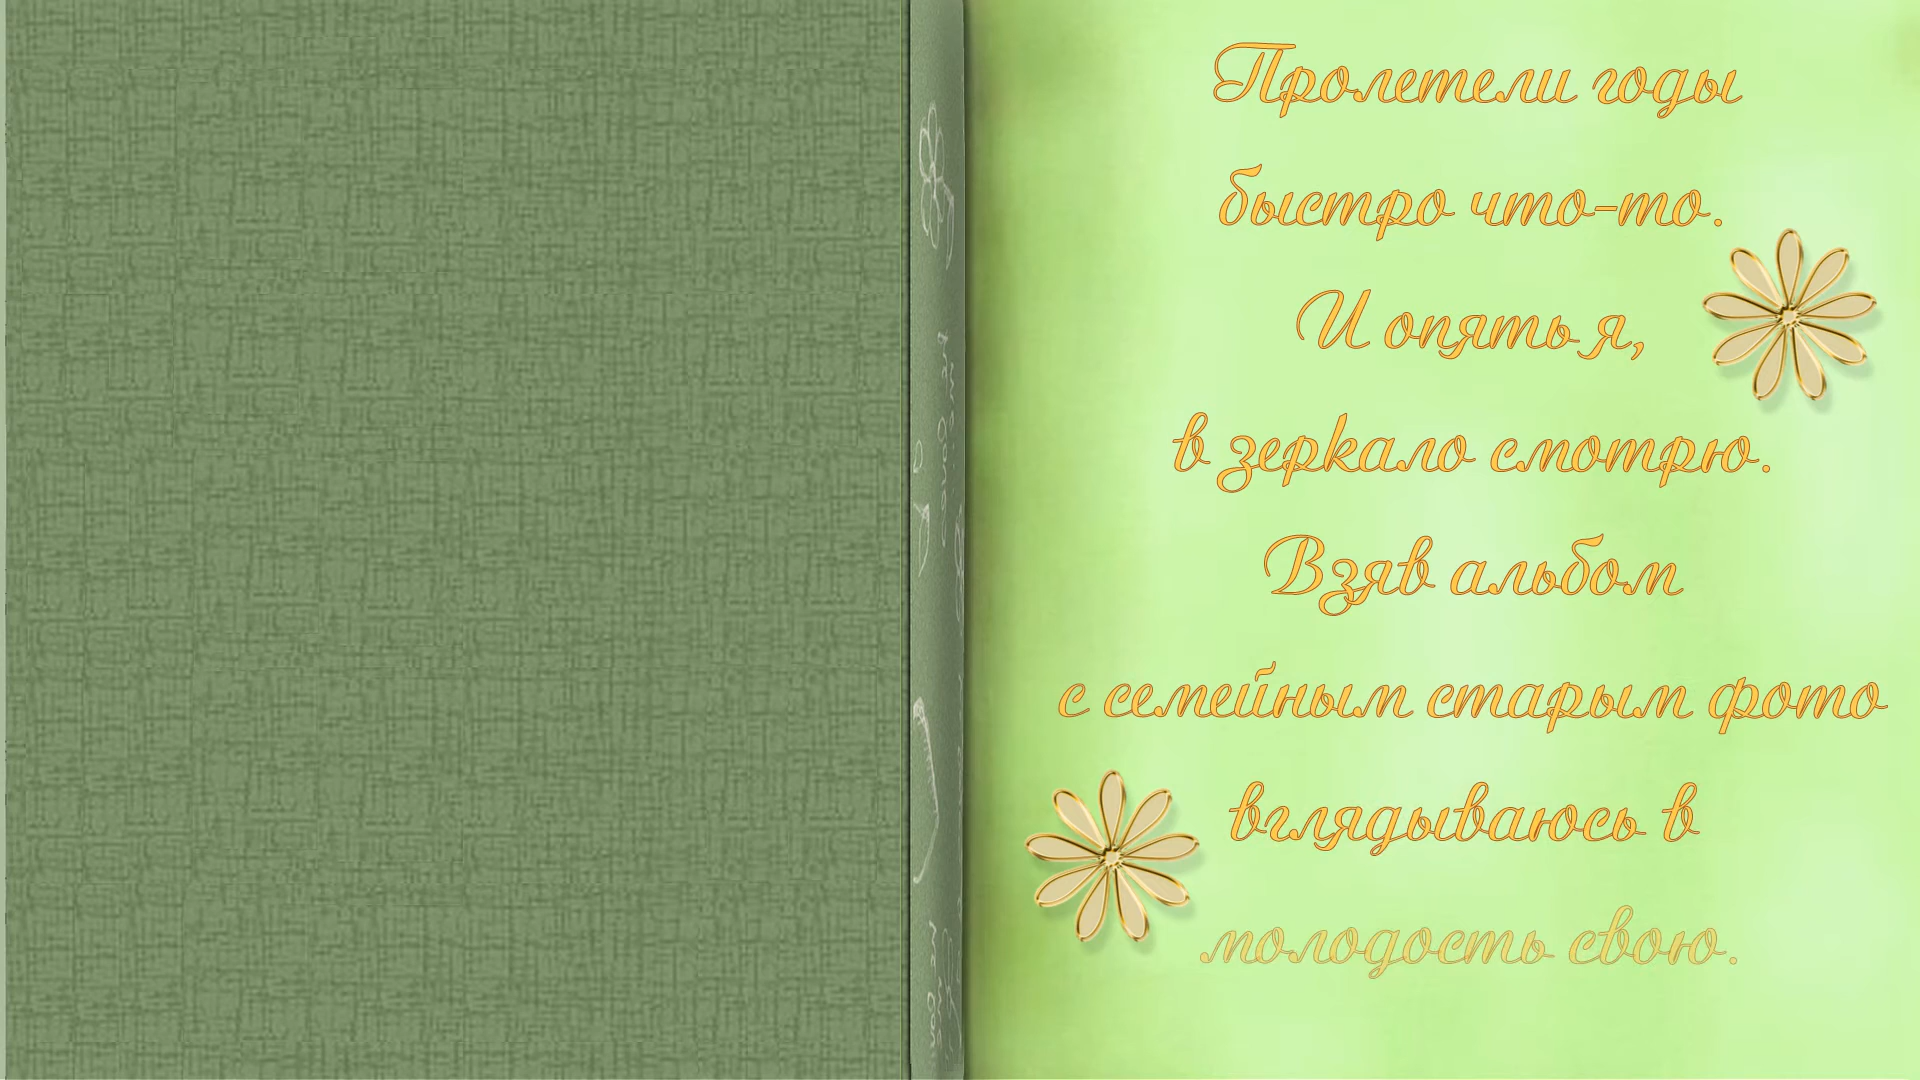 Пролетели годы
быстро что-то.
И опять я,
в зеркало смотрю.
Взяв альбом
с семейным старым фото
вглядываюсь в
молодость свою.